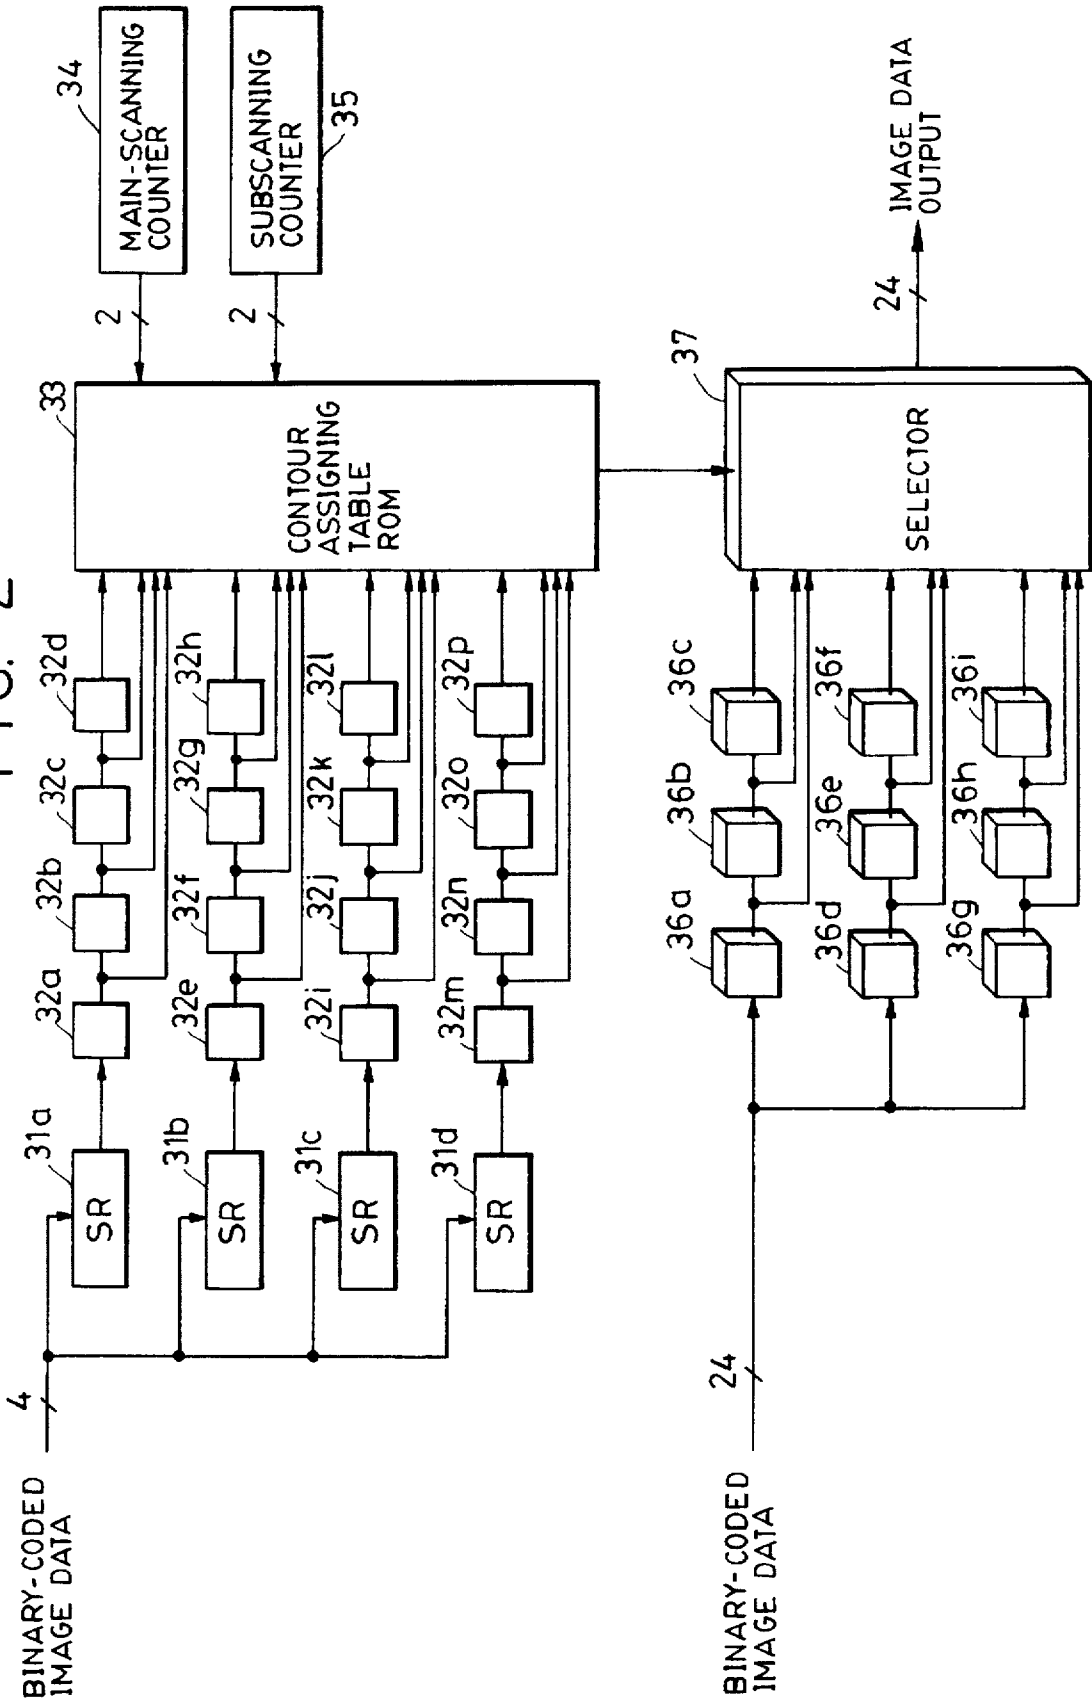 FIG. 2
BINARY-CODED
IMAGE DATA
4
31a
SR
31b
SR
31c
SR
31d
SR
32a
32b
32c
32d
32e
32f
32g
32h
32i
32j
32k
32l
32m
32n
32o
32p
33
CONTOUR
ASSIGNING
TABLE
ROM
2
2
34
MAIN-SCANNING
COUNTER
SUBSCANNING
COUNTER
35
BINARY-CODED
IMAGE DATA
24
36a
36b
36c
36d
36e
36f
36g
36h
36i
37
SELECTOR
24
IMAGE DATA
OUTPUT